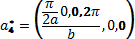 a₄* = ( (π/2a 0,0,2π)/b , 0,0 )